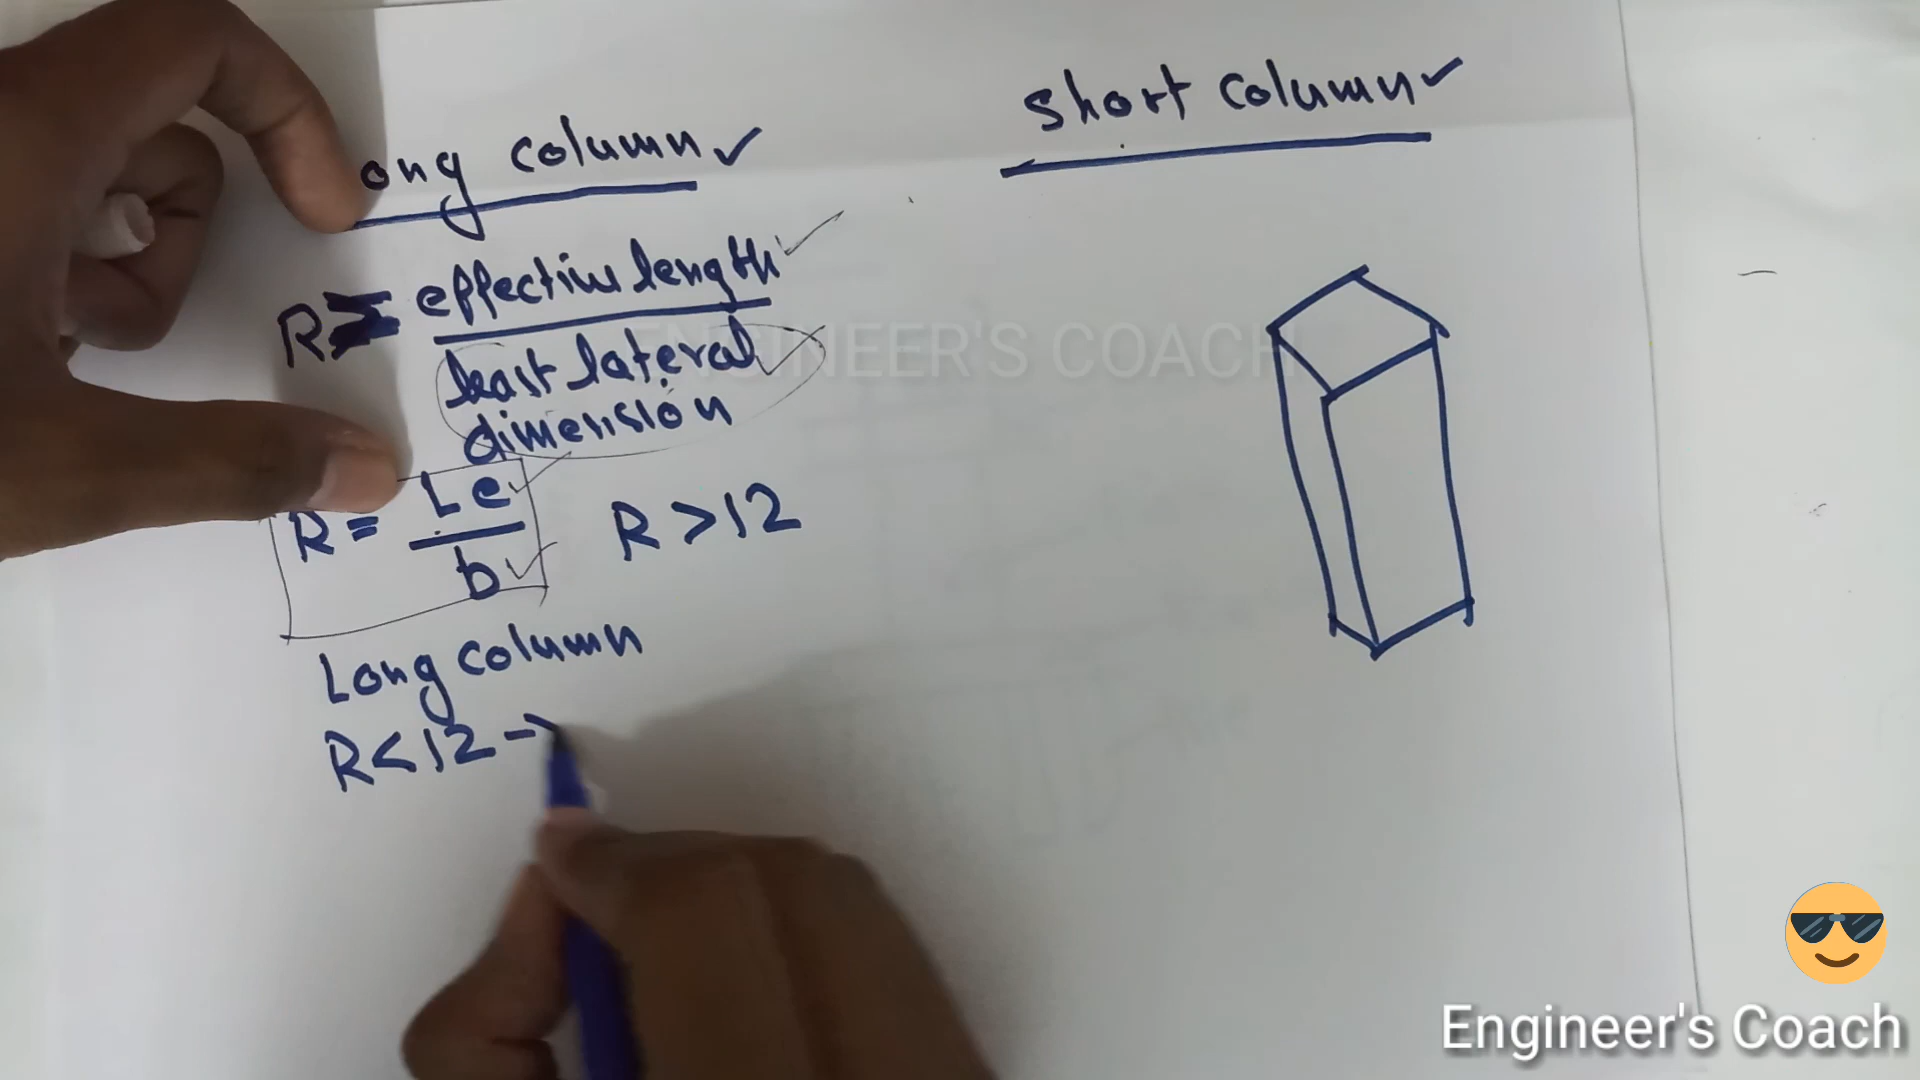 short column
ong column
R = effective length
least lateral
dimension
R = Le
b
R > 12
Long column
R < 12 →
ENGINEER'S COACH
Engineer's Coach